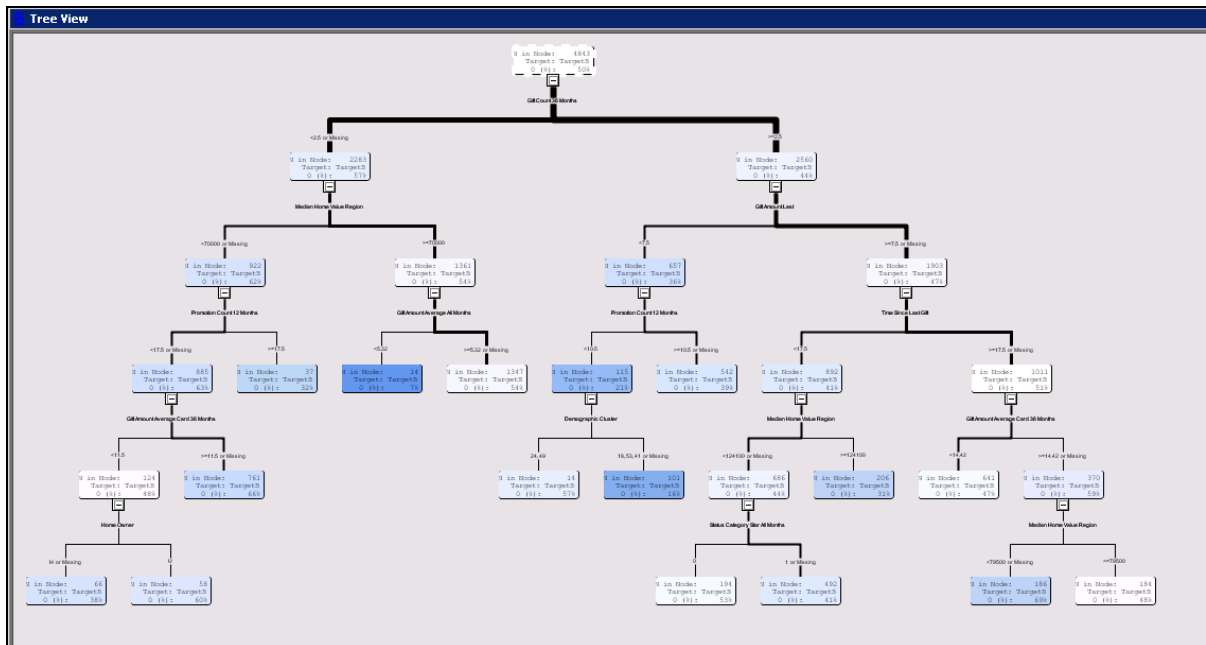 Tree View
N in Node: 4843
Target: TargetB
0 (%): 50%
Gift Count 36 Months
<2.5 or Missing
>=2.5
N in Node: 2283
Target: TargetB
0 (%): 57%
N in Node: 2560
Target: TargetB
0 (%): 44%
Median Home Value Region
Gift Amount Last
<70000 or Missing
>=70000
<7.5
>=7.5 or Missing
N in Node: 922
Target: TargetB
0 (%): 62%
N in Node: 1361
Target: TargetB
0 (%): 54%
N in Node: 657
Target: TargetB
0 (%): 36%
N in Node: 1903
Target: TargetB
0 (%): 47%
Promotion Count 12 Months
Gift Amount Average All Months
Promotion Count 12 Months
Time Since Last Gift
<17.5 or Missing
>=17.5
<5.32
>=5.32 or Missing
<10.5
>=10.5 or Missing
<17.5
>=17.5 or Missing
N in Node: 885
Target: TargetB
0 (%): 63%
N in Node: 37
Target: TargetB
0 (%): 32%
N in Node: 14
Target: TargetB
0 (%): 7%
N in Node: 1347
Target: TargetB
0 (%): 54%
N in Node: 115
Target: TargetB
0 (%): 21%
N in Node: 542
Target: TargetB
0 (%): 39%
N in Node: 892
Target: TargetB
0 (%): 41%
N in Node: 1011
Target: TargetB
0 (%): 51%
Gift Amount Average Card 36 Months
Demographic Cluster
Median Home Value Region
Gift Amount Average Card 36 Months
<11.5
>=11.5 or Missing
24,49
16,53,41 or Missing
<124100 or Missing
>=124100
<14.42
>=14.42 or Missing
N in Node: 124
Target: TargetB
0 (%): 48%
N in Node: 761
Target: TargetB
0 (%): 66%
N in Node: 14
Target: TargetB
0 (%): 57%
N in Node: 101
Target: TargetB
0 (%): 16%
N in Node: 686
Target: TargetB
0 (%): 44%
N in Node: 206
Target: TargetB
0 (%): 31%
N in Node: 641
Target: TargetB
0 (%): 47%
N in Node: 370
Target: TargetB
0 (%): 59%
Home Owner
Status Category Star All Months
Median Home Value Region
H or Missing
U
0
1 or Missing
<79500 or Missing
>=79500
N in Node: 66
Target: TargetB
0 (%): 38%
N in Node: 58
Target: TargetB
0 (%): 60%
N in Node: 194
Target: TargetB
0 (%): 53%
N in Node: 492
Target: TargetB
0 (%): 41%
N in Node: 186
Target: TargetB
0 (%): 69%
N in Node: 184
Target: TargetB
0 (%): 48%